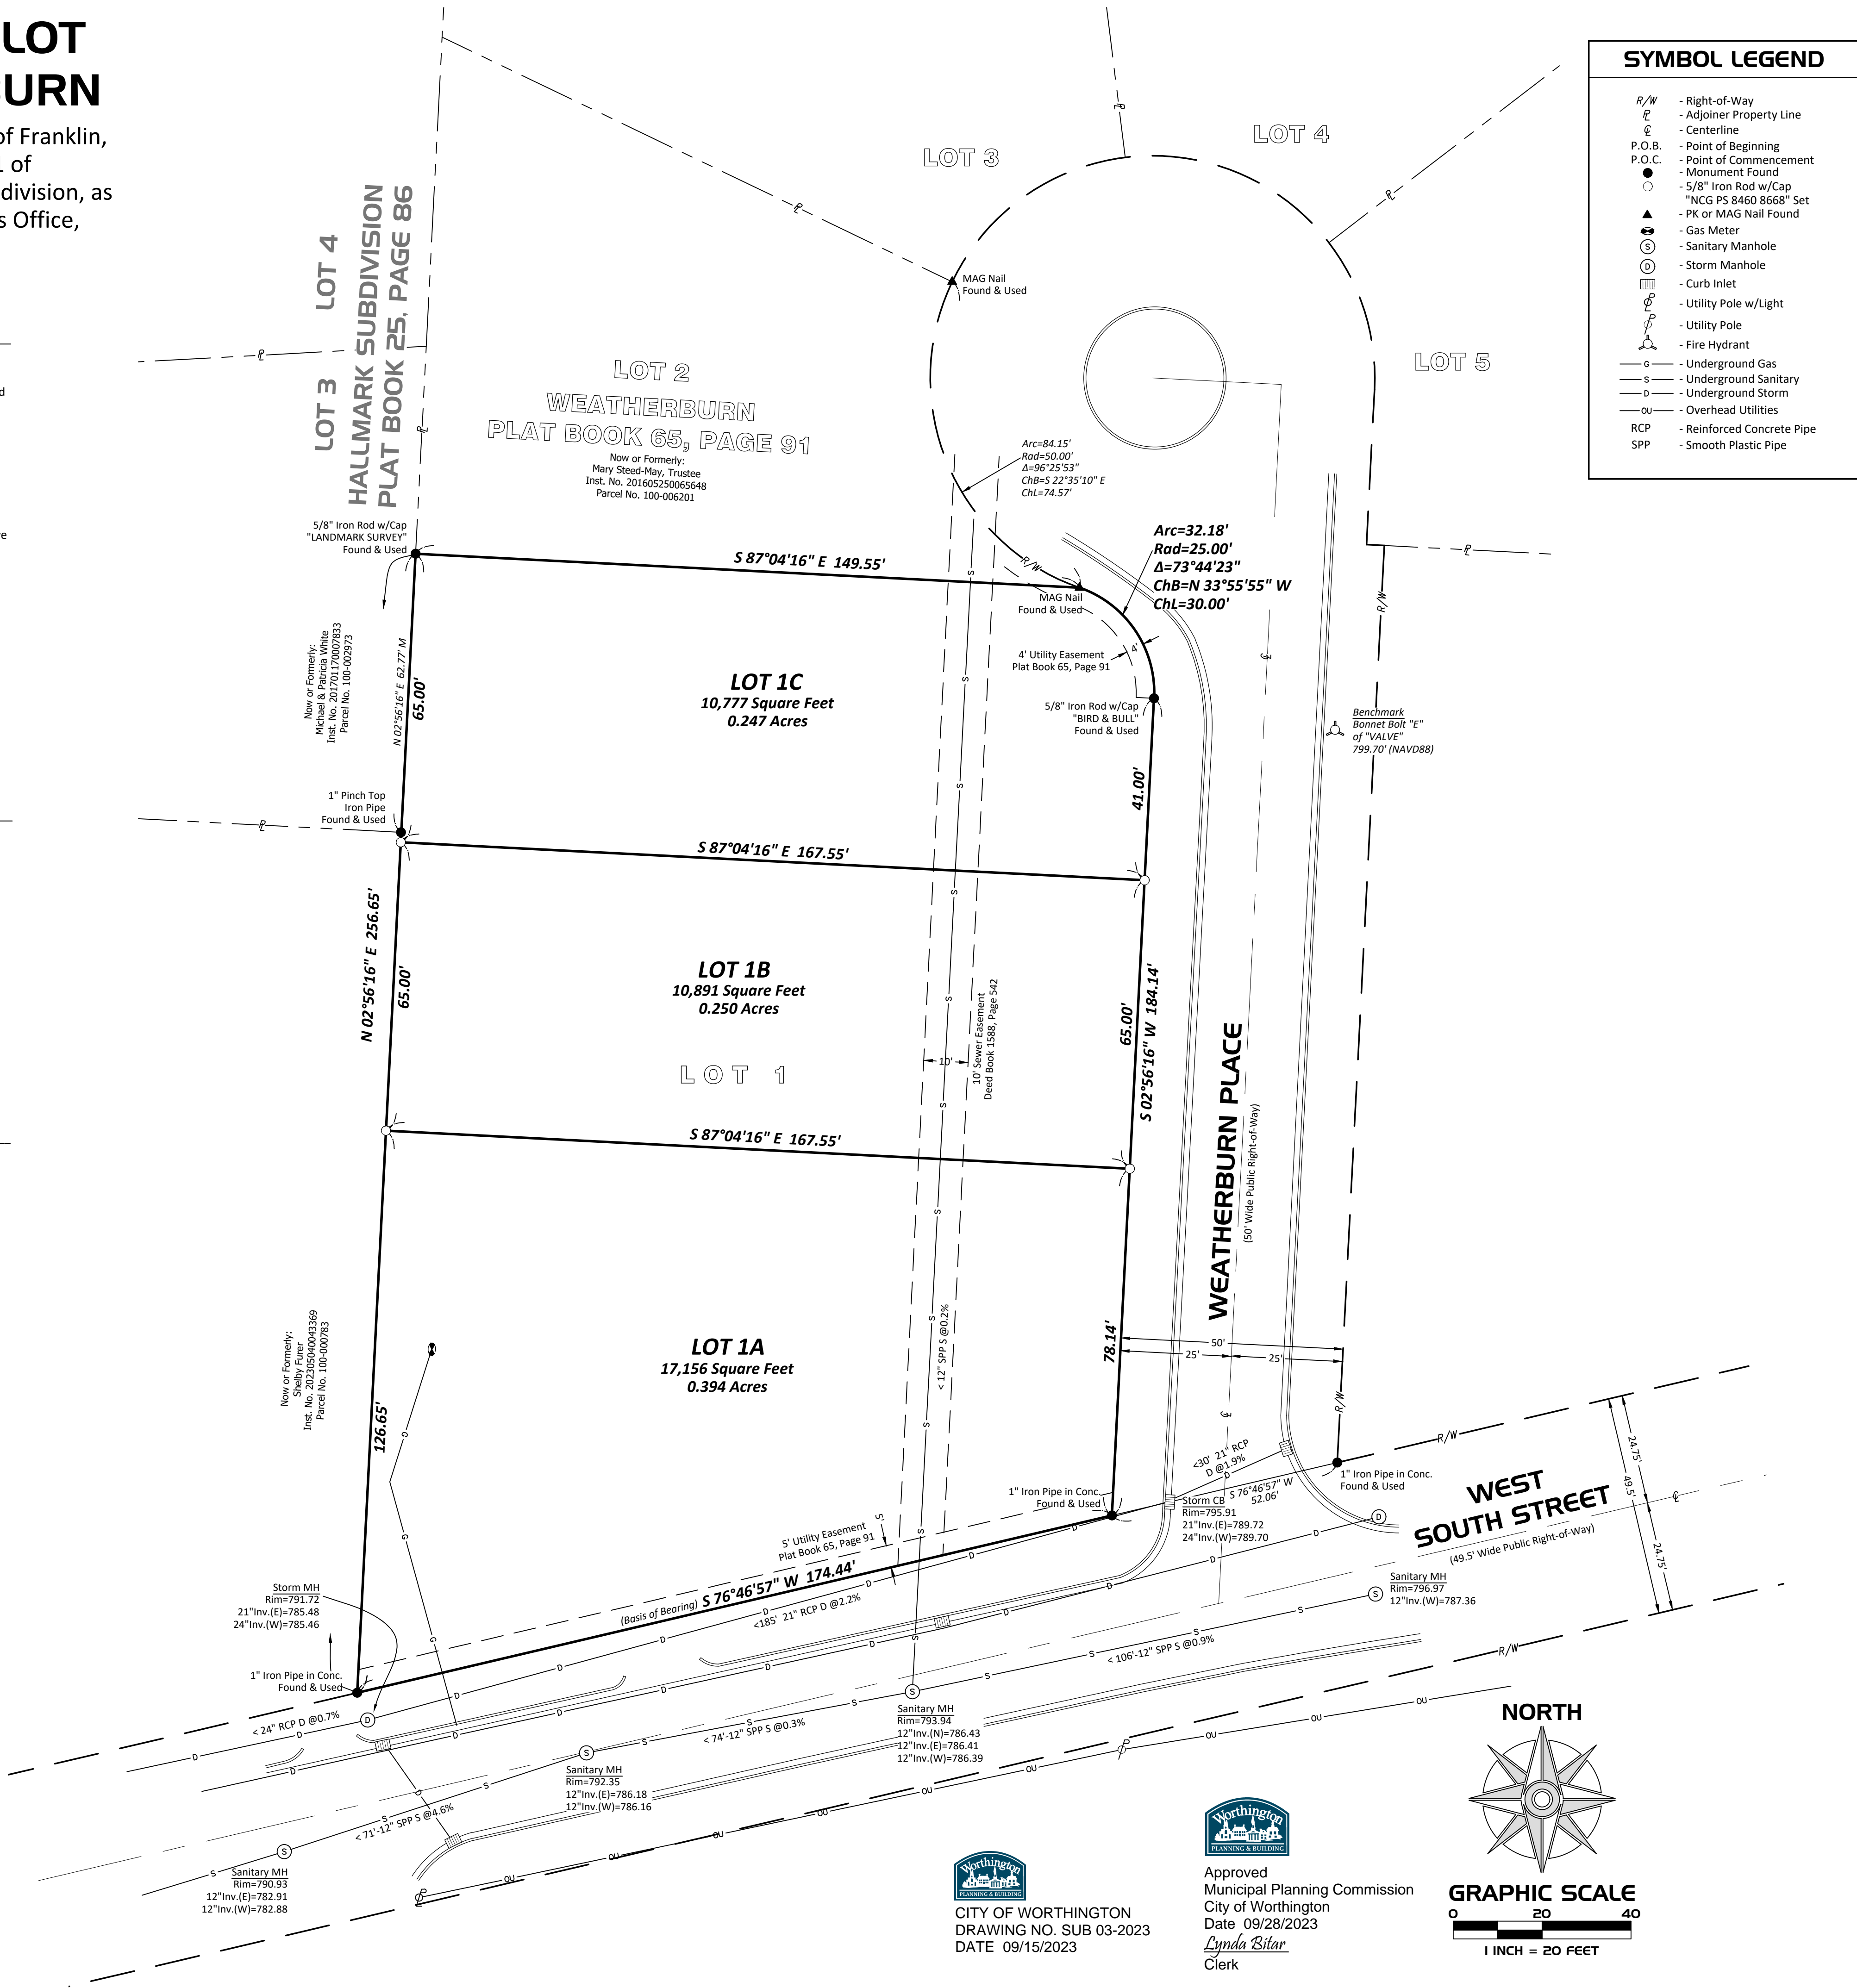 LOT
URN
of Franklin,
of
division, as
s Office,
SYMBOL LEGEND
R/W - Right-of-Way
PL - Adjoiner Property Line
CL - Centerline
P.O.B. - Point of Beginning
P.O.C. - Point of Commencement
- Monument Found
- 5/8" Iron Rod w/Cap
"NCG PS 8460 8668" Set
- PK or MAG Nail Found
- Gas Meter
S - Sanitary Manhole
D - Storm Manhole
- Curb Inlet
- Utility Pole w/Light
- Utility Pole
- Fire Hydrant
G - Underground Gas
S - Underground Sanitary
D - Underground Storm
OU - Overhead Utilities
RCP - Reinforced Concrete Pipe
SPP - Smooth Plastic Pipe
LOT 3
LOT 4
LOT 5
LOT 4
LOT 3
HALLMARK SUBDIVISION
PLAT BOOK 25, PAGE 86
MAG Nail
Found & Used
LOT 2
WEATHERBURN
PLAT BOOK 65, PAGE 91
Now or Formerly:
Mary Steed-May, Trustee
Inst. No. 201605250065648
Parcel No. 100-006201
Arc=84.15'
Rad=50.00'
Δ=96°25'53"
ChB=S 22°35'10" E
ChL=74.57'
5/8" Iron Rod w/Cap
"LANDMARK SURVEY"
Found & Used
S 87°04'16" E 149.55'
R/W
Arc=32.18'
Rad=25.00'
Δ=73°44'23"
ChB=N 33°55'55" W
ChL=30.00'
MAG Nail
Found & Used
R/W
Now or Formerly:
Michael & Patricia White
Inst. No. 201701170007833
Parcel No. 100-002973
N 02°56'16" E 62.77' M
65.00'
4' Utility Easement
Plat Book 65, Page 91
4'
LOT 1C
10,777 Square Feet
0.247 Acres
5/8" Iron Rod w/Cap
"BIRD & BULL"
Found & Used
Benchmark
Bonnet Bolt "E"
of "VALVE"
799.70' (NAVD88)
41.00'
1" Pinch Top
Iron Pipe
Found & Used
S 87°04'16" E 167.55'
N 02°56'16" E 256.65'
65.00'
LOT 1B
10,891 Square Feet
0.250 Acres
65.00'
S 02°56'16" W 184.14'
10'
10' Sewer Easement
Deed Book 1588, Page 542
LOT 1
S 87°04'16" E 167.55'
WEATHERBURN PLACE
(50' Wide Public Right-of-Way)
Now or Formerly:
Shelby Furer
Inst. No. 202305040043369
Parcel No. 100-000783
126.65'
LOT 1A
17,156 Square Feet
0.394 Acres
< 12" SPP S @0.2%
78.14'
50'
25'
25'
R/W
R/W
<30' 21" RCP
D @1.9%
S 76°46'57" W
52.06'
1" Iron Pipe in Conc.
Found & Used
1" Iron Pipe in Conc.
Found & Used
Storm CB
Rim=795.91
21"Inv.(E)=789.72
24"Inv.(W)=789.70
WEST
SOUTH STREET
(49.5' Wide Public Right-of-Way)
24.75'
49.5'
24.75'
5' Utility Easement
Plat Book 65, Page 91
5'
(Basis of Bearing) S 76°46'57" W 174.44'
<185' 21" RCP D @2.2%
Storm MH
Rim=791.72
21"Inv.(E)=785.48
24"Inv.(W)=785.46
Sanitary MH
Rim=796.97
12"Inv.(W)=787.36
1" Iron Pipe in Conc.
Found & Used
< 24" RCP D @0.7%
< 106'-12" SPP S @0.9%
R/W
Sanitary MH
Rim=793.94
12"Inv.(N)=786.43
12"Inv.(E)=786.41
12"Inv.(W)=786.39
< 74'-12" SPP S @0.3%
Sanitary MH
Rim=792.35
12"Inv.(E)=786.18
12"Inv.(W)=786.16
< 71'-12" SPP S @4.6%
Sanitary MH
Rim=790.93
12"Inv.(E)=782.91
12"Inv.(W)=782.88
NORTH
GRAPHIC SCALE
0 20 40
1 INCH = 20 FEET
Worthington
PLANNING & BUILDING
CITY OF WORTHINGTON
DRAWING NO. SUB 03-2023
DATE 09/15/2023
Worthington
PLANNING & BUILDING
Approved
Municipal Planning Commission
City of Worthington
Date 09/28/2023
Lynda Bitar
Clerk